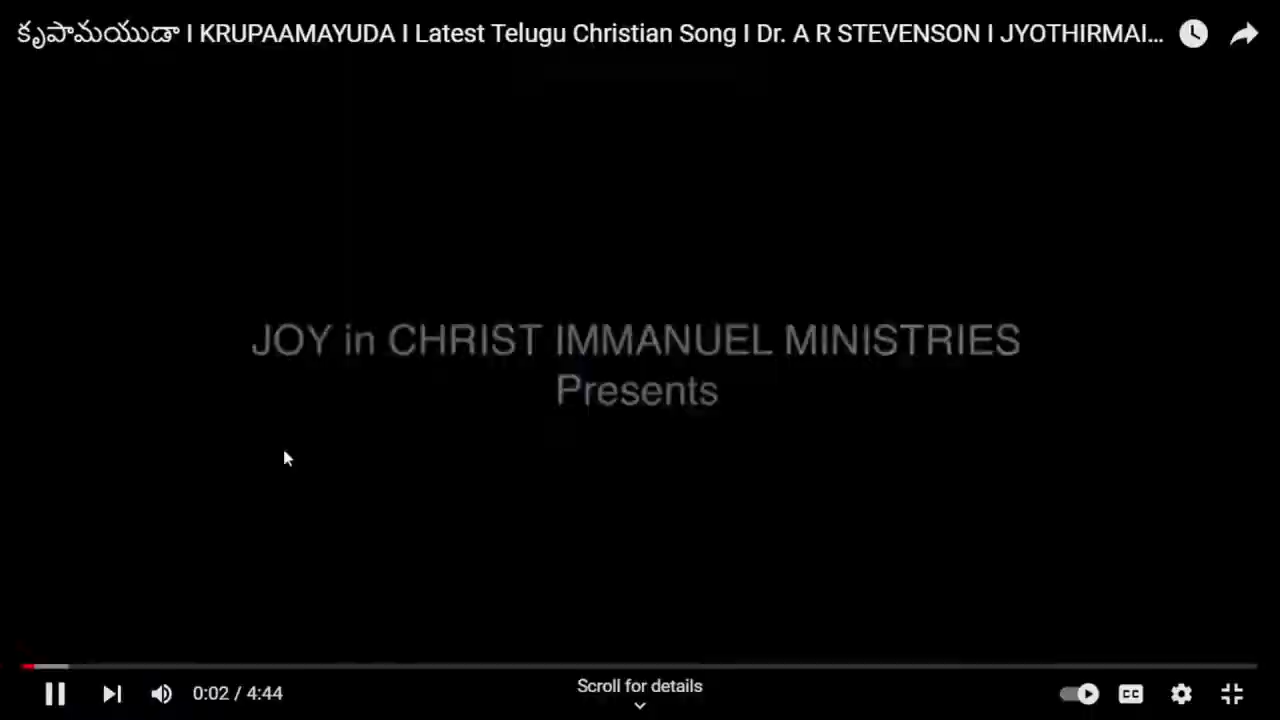 కృపామయుడా I KRUPAAMAYUDA I Latest Telugu Christian Song I Dr. A R STEVENSON I JYOTHIRMAI...
JOY in CHRIST IMMANUEL MINISTRIES
Presents
Scroll for details
0:02 / 4:44
CC